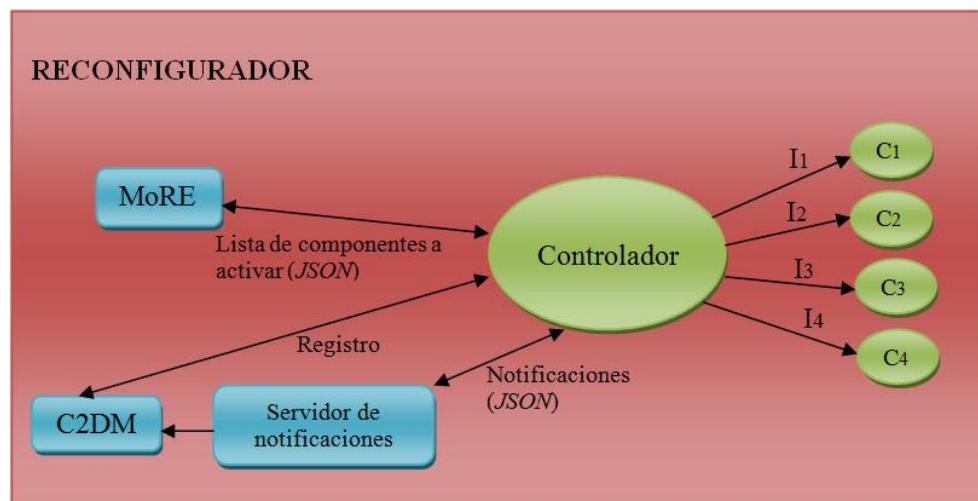 RECONFIGURADOR
MoRE
Lista de componentes a
activar (JSON)
Controlador
I1
I2
I3
I4
C1
C2
C3
C4
Registro
Notificaciones
(JSON)
C2DM
Servidor de
notificaciones